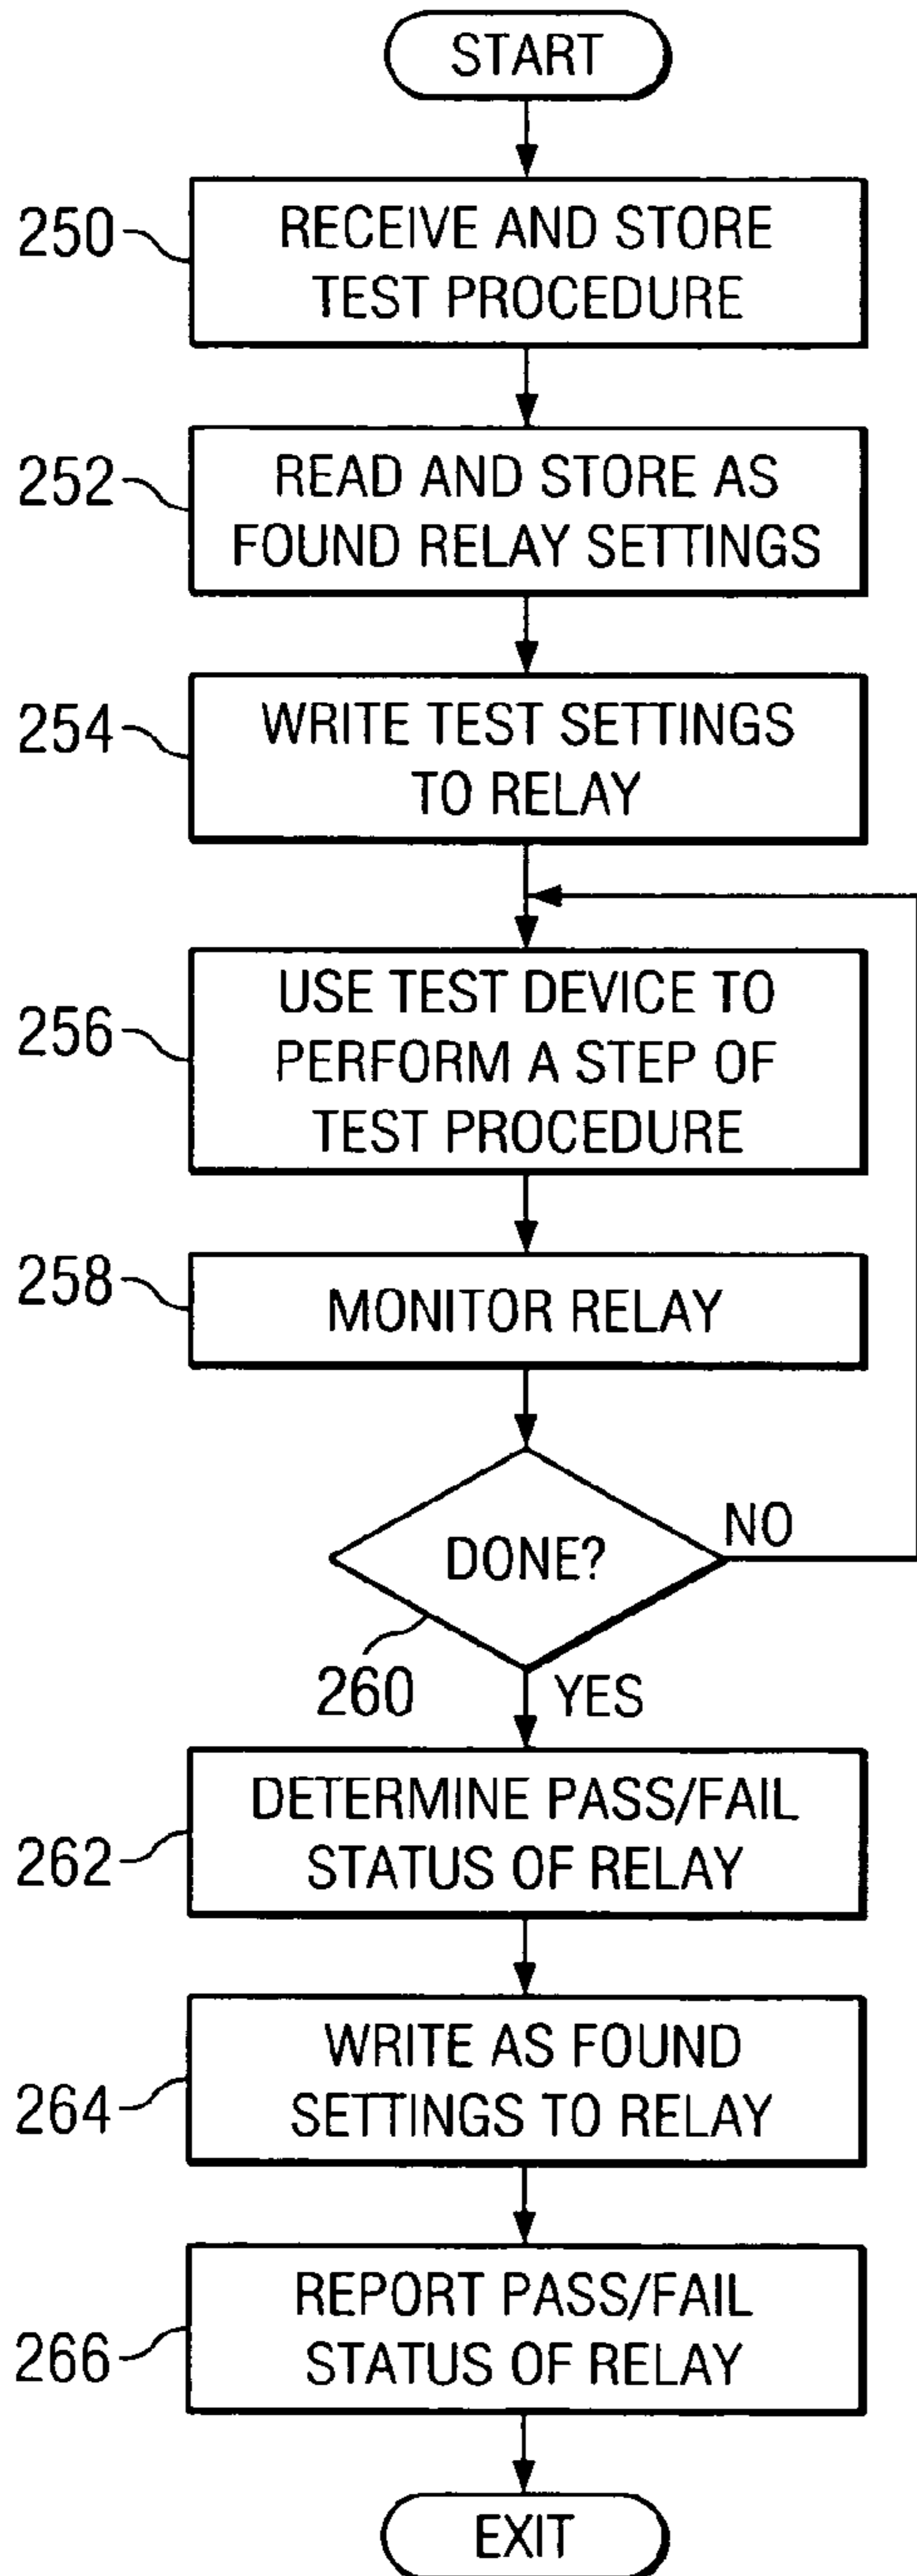 START
250
RECEIVE AND STORE
TEST PROCEDURE
252
READ AND STORE AS
FOUND RELAY SETTINGS
254
WRITE TEST SETTINGS
TO RELAY
256
USE TEST DEVICE TO
PERFORM A STEP OF
TEST PROCEDURE
258
MONITOR RELAY
DONE?
NO
260
YES
262
DETERMINE PASS/FAIL
STATUS OF RELAY
264
WRITE AS FOUND
SETTINGS TO RELAY
266
REPORT PASS/FAIL
STATUS OF RELAY
EXIT